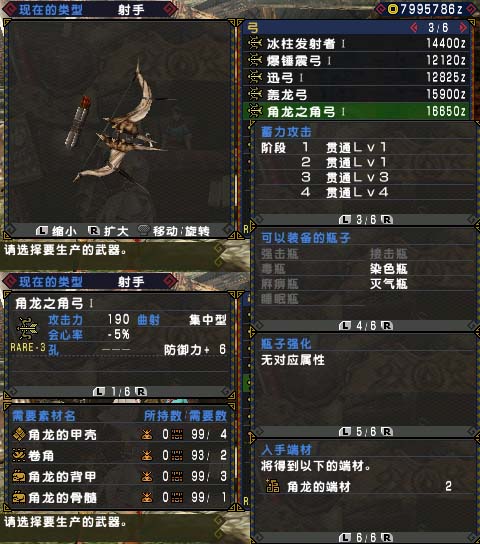 现在的类型 射手
L 缩小 R 扩大 移动/旋转
请选择要生产的武器。
现在的类型 射手
角龙之角弓 I
攻击力 190 曲射 集中型
会心率 -5%
RARE-3 孔 ――― 防御力+ 6
L 1/6 R
需要素材名 所持数/需要数
角龙的甲壳 0 99/ 4
卷角 0 93/ 2
角龙的背甲 0 99/ 3
角龙的骨髓 0 99/ 1
请选择要生产的武器。
7995786z
弓 3/6
冰柱发射者 I 14400z
爆锤震弓 I 12120z
迅弓 I 12825z
轰龙弓 15900z
角龙之角弓 I 16650z
蓄力攻击
阶段 1 贯通Lv1
2 贯通Lv1
3 贯通Lv3
4 贯通Lv4
L 3/6 R
可以装备的瓶子
强击瓶 接击瓶
毒瓶 染色瓶
麻痹瓶 灭气瓶
睡眠瓶
L 4/6 R
瓶子强化
无对应属性
L 5/6 R
入手端材
将得到以下的端材。
角龙的端材 2
L 6/6 R